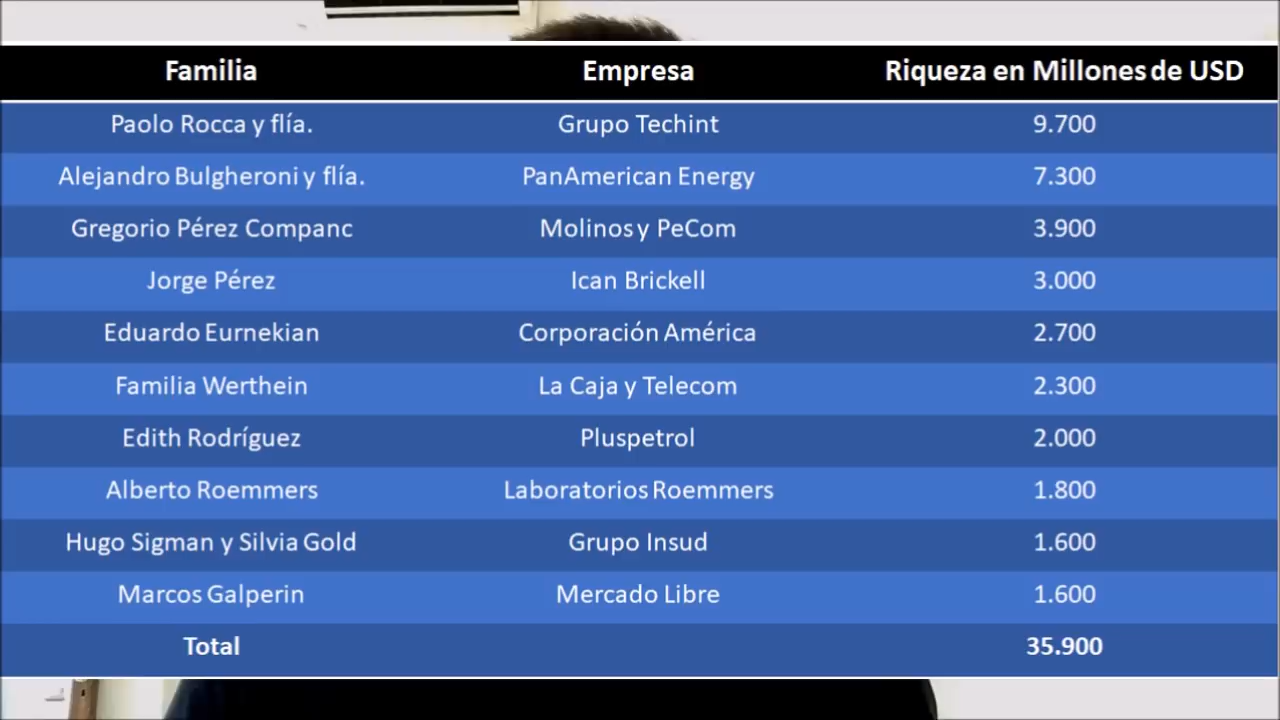 Familia Empresa Riqueza en Millones de USD
Paolo Rocca y flía. Grupo Techint 9.700
Alejandro Bulgheroni y flía. PanAmerican Energy 7.300
Gregorio Pérez Companc Molinos y PeCom 3.900
Jorge Pérez Ican Brickell 3.000
Eduardo Eurnekian Corporación América 2.700
Familia Werthein La Caja y Telecom 2.300
Edith Rodríguez Pluspetrol 2.000
Alberto Roemmers Laboratorios Roemmers 1.800
Hugo Sigman y Silvia Gold Grupo Insud 1.600
Marcos Galperin Mercado Libre 1.600
Total 35.900